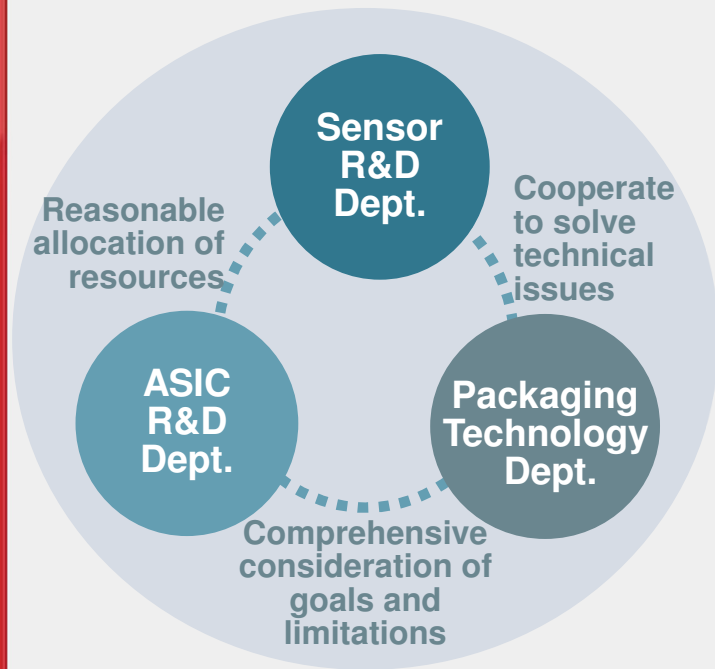 Sensor
R&D
Dept.
Reasonable
allocation of
resources
Cooperate
to solve
technical
issues
ASIC
R&D
Dept.
Packaging
Technology
Dept.
Comprehensive
consideration of
goals and
limitations